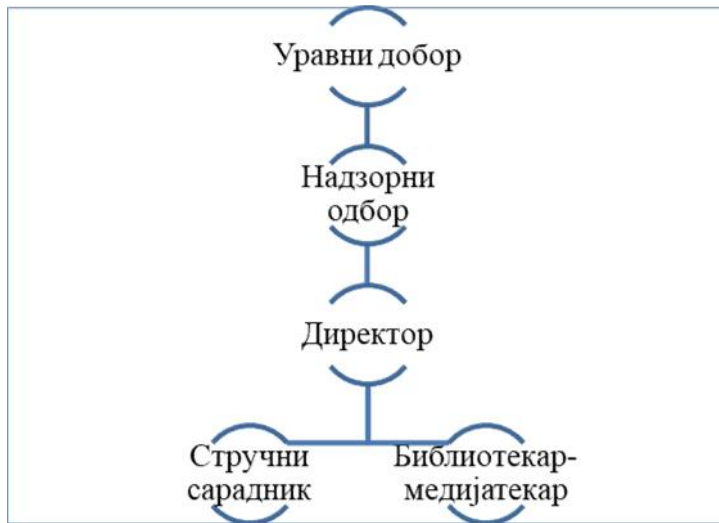 Уравни добор
Надзорни
одбор
Директор
Стручни
сарадник
Библиотекар-
медијатекар